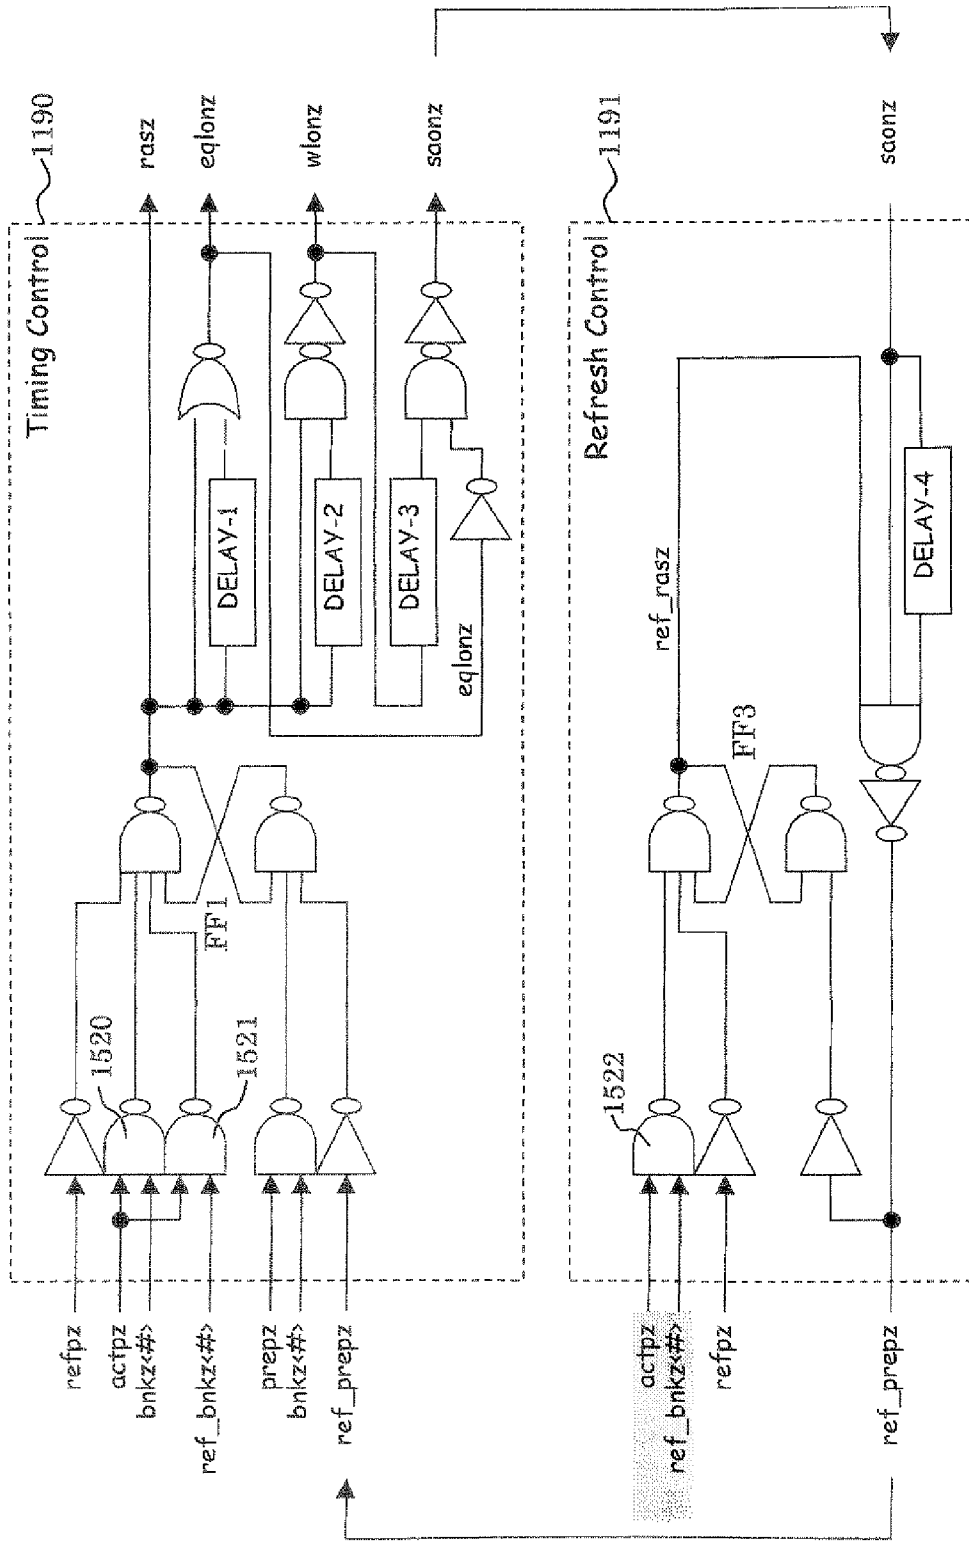 Timing Control
1190
refpz
actpz
bnkz<#>
ref_bnkz<#>
prepz
bnkz<#>
ref_prepz
1520
1521
FF1
DELAY-1
DELAY-2
DELAY-3
eqlonz
rasz
eqlonz
wlonz
saonz
Refresh Control
1191
actpz
ref_bnkz<#>
refpz
ref_prepz
1522
FF3
ref_rasz
DELAY-4
saonz